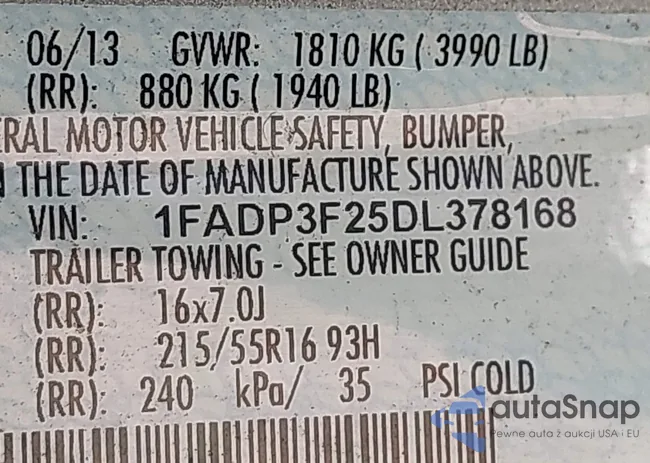 06/13 GVWR: 1810 KG ( 3990 LB)
(RR): 880 KG ( 1940 LB)
ERAL MOTOR VEHICLE SAFETY, BUMPER,
THE DATE OF MANUFACTURE SHOWN ABOVE.
VIN: 1FADP3F25DL378168
TRAILER TOWING - SEE OWNER GUIDE
(RR): 16x7.0J
(RR): 215/55R16 93H
(RR): 240 kPa/ 35 PSI COLD
autaSnap
Pewne auta z aukcji USA i EU